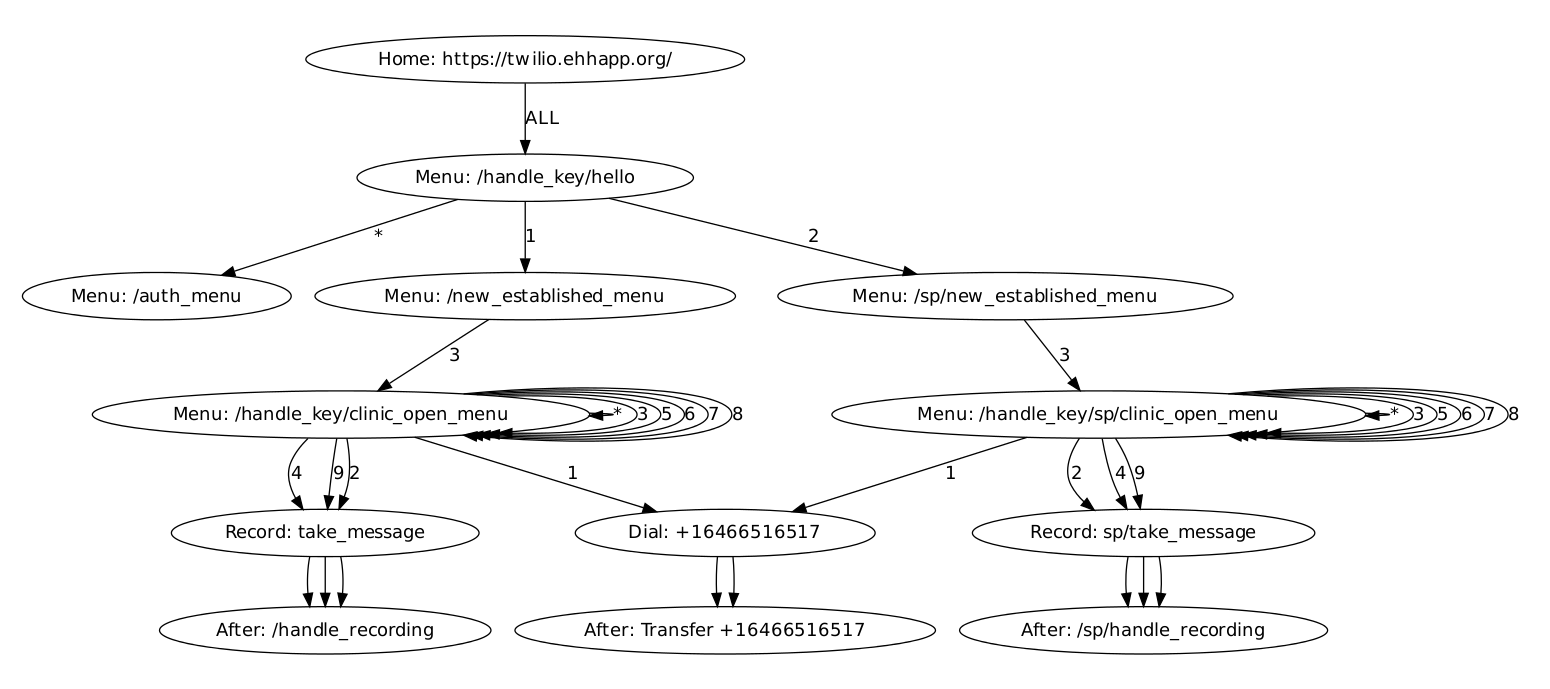 Home: https://twilio.ehhapp.org/
ALL
Menu: /handle_key/hello
*
1
2
Menu: /auth_menu
Menu: /new_established_menu
Menu: /sp/new_established_menu
3
3
Menu: /handle_key/clinic_open_menu
*
3
5
6
7
8
Menu: /handle_key/sp/clinic_open_menu
*
3
5
6
7
8
4
9
2
1
1
2
4
9
Record: take_message
Dial: +16466516517
Record: sp/take_message
After: /handle_recording
After: Transfer +16466516517
After: /sp/handle_recording